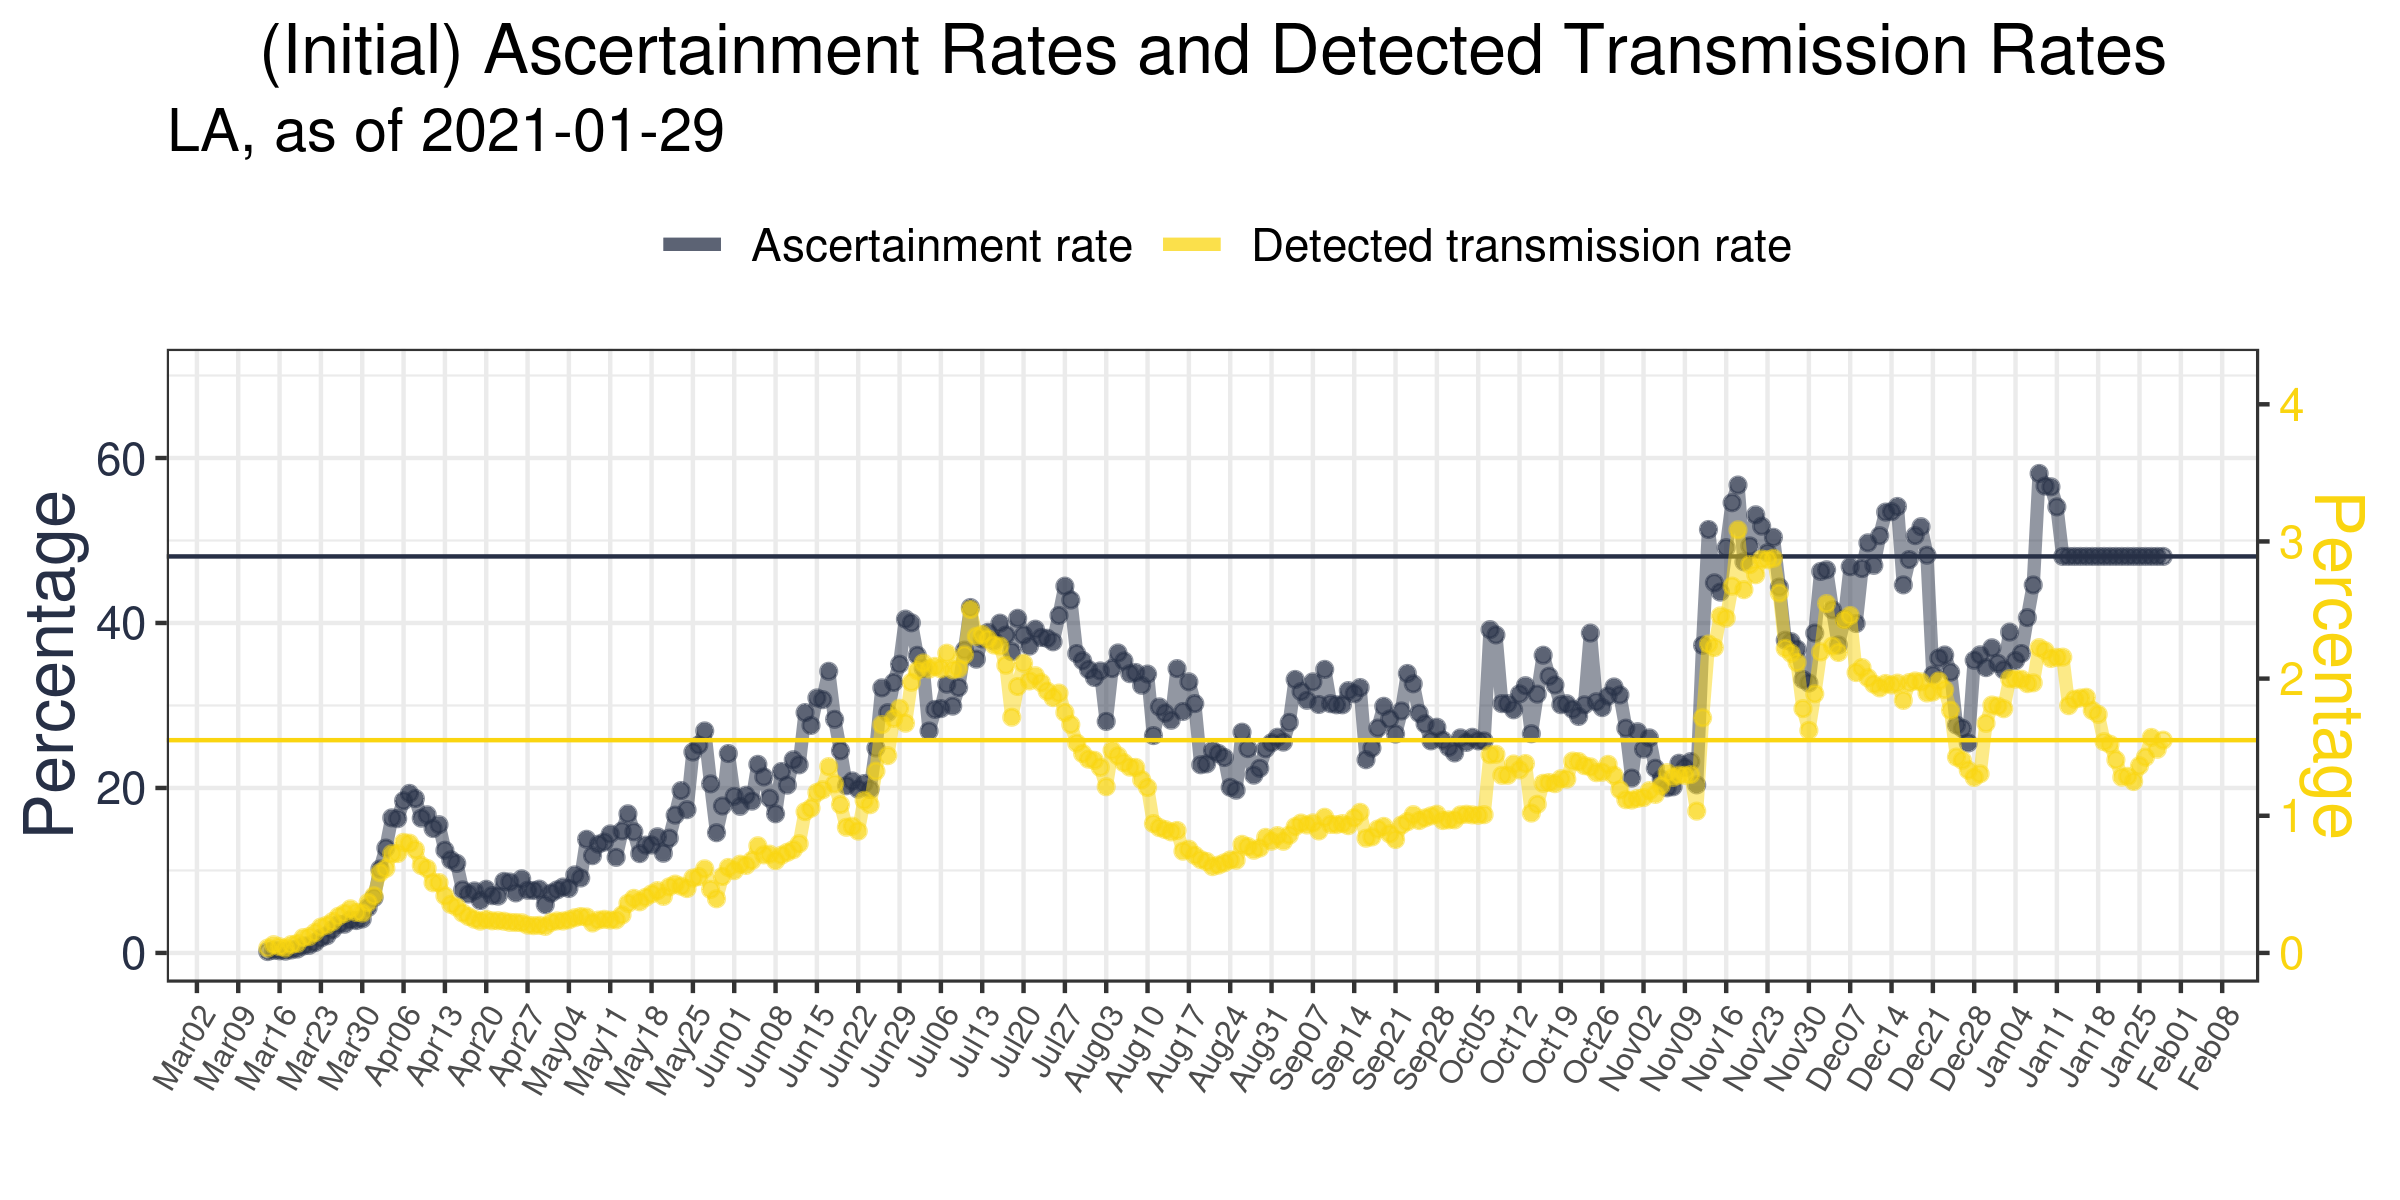 (Initial) Ascertainment Rates and Detected Transmission Rates
LA, as of 2021-01-29
Ascertainment rate Detected transmission rate
Percentage
60
40
20
0
4
3
2
1
0
Percentage
Mar02 Mar09 Mar16 Mar23 Mar30 Apr06 Apr13 Apr20 Apr27 May04 May11 May18 May25 Jun01 Jun08 Jun15 Jun22 Jun29 Jul06 Jul13 Jul20 Jul27 Aug03 Aug10 Aug17 Aug24 Aug31 Sep07 Sep14 Sep21 Sep28 Oct05 Oct12 Oct19 Oct26 Nov02 Nov09 Nov16 Nov23 Nov30 Dec07 Dec14 Dec21 Dec28 Jan04 Jan11 Jan18 Jan25 Feb01 Feb08